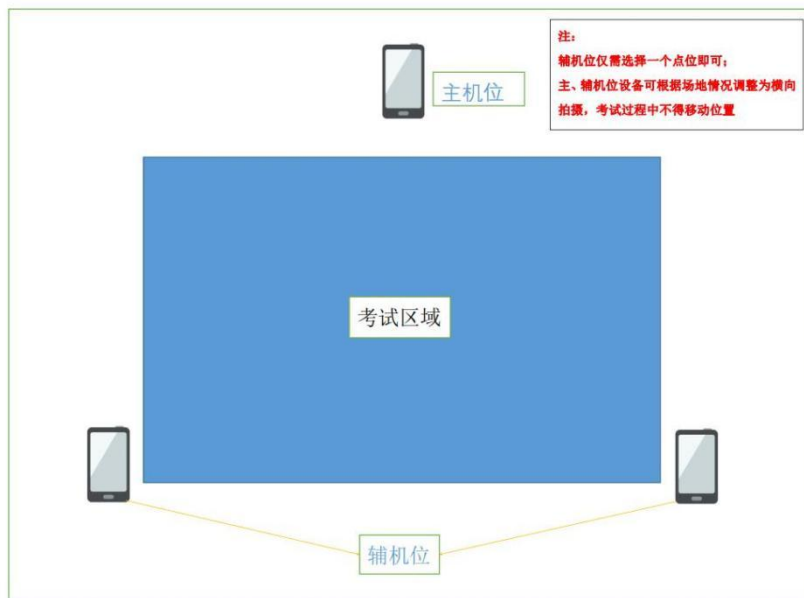 主机位
注:
辅机位仅需选择一个点位即可;
主、辅机位设备可根据场地情况调整为横向
拍摄，考试过程中不得移动位置
考试区域
辅机位